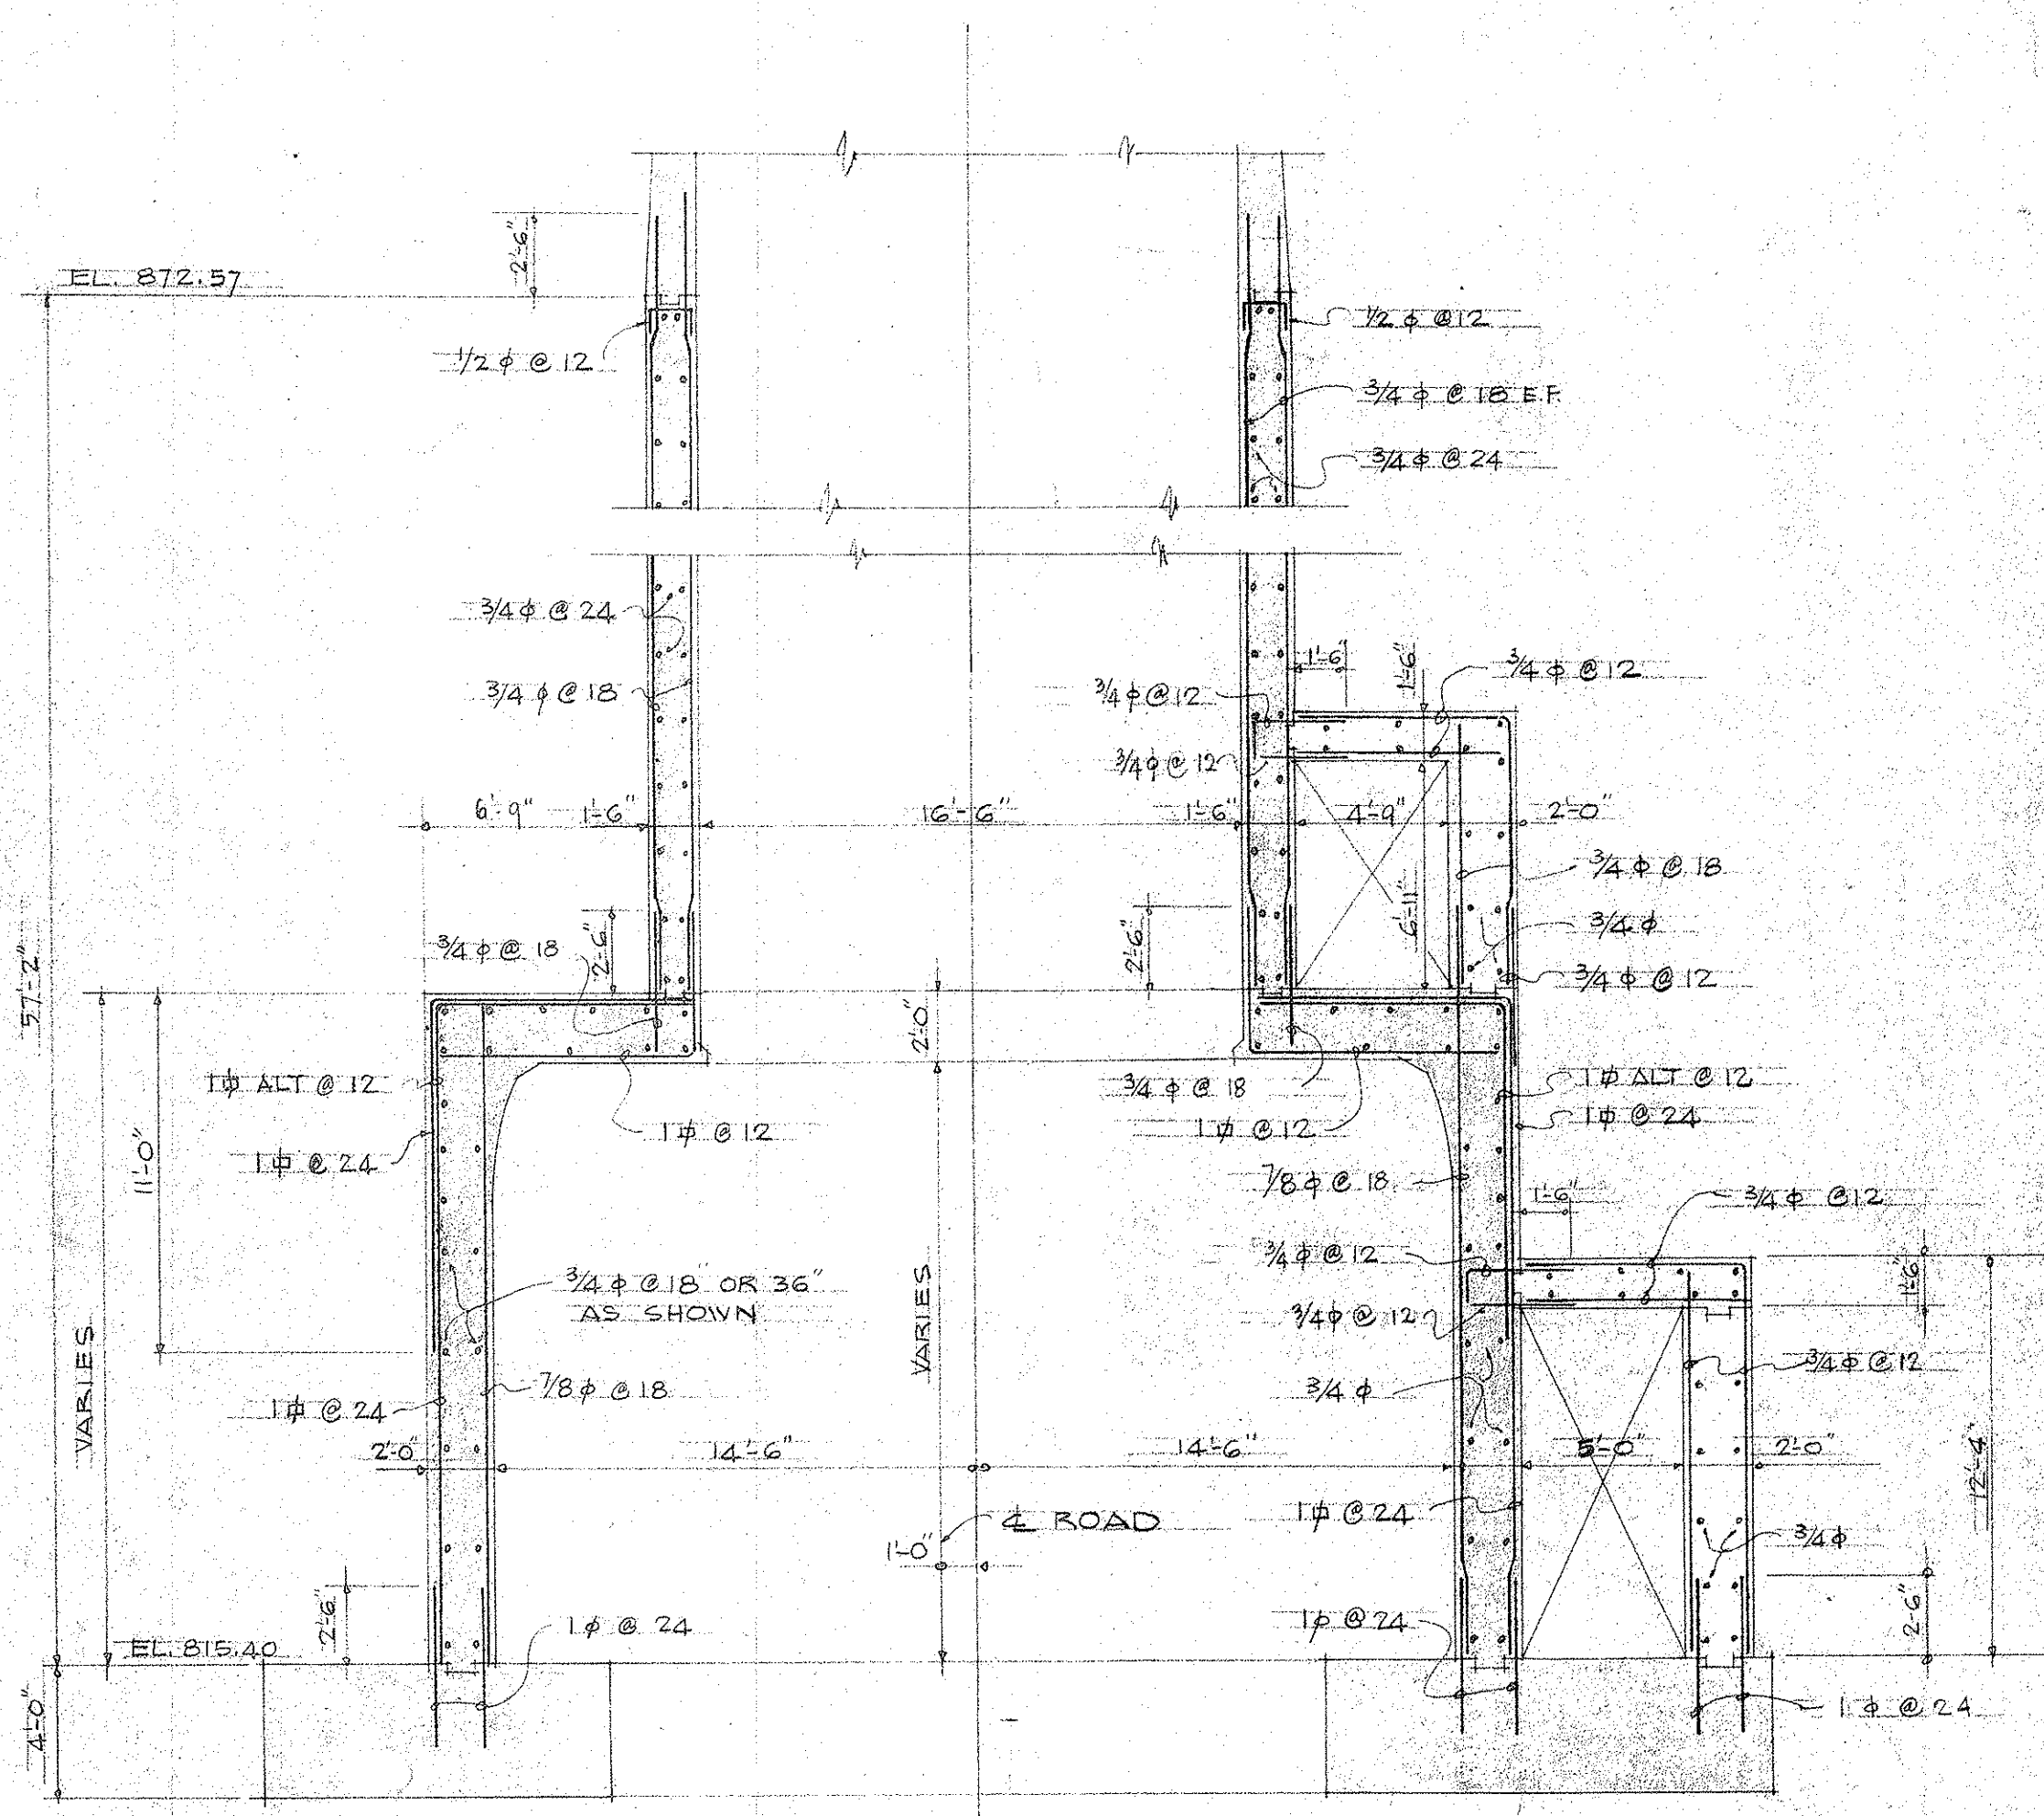 2'-6"
EL. 872.57
1/2 ϕ @ 12
1/2 ϕ @ 12
3/4 ϕ @ 18 E.F.
3/4 ϕ @ 24
3/4 ϕ @ 24
3/4 ϕ @ 18
1'-6"
1'-6"
3/4 ϕ @ 12
3/4 ϕ @ 12
3/4 ϕ @ 12
6'-9"
1'-6"
16'-6"
1'-6"
4'-9"
2'-0"
3/4 ϕ @ 18
6'-11"
3/4 ϕ
3/4 ϕ @ 18
2'-6"
2'-6"
3/4 ϕ @ 12
57'-2"
2'-0"
1 ⏀ ALT @ 12
3/4 ϕ @ 18
1 ⏀ ALT @ 12
1 ⏀ @ 24
1 ⏀ @ 12
1 ⏀ @ 12
11'-0"
1 ⏀ @ 24
7/8 ϕ @ 18
1'-6"
3/4 ϕ @ 12
3/4 ϕ @ 12
3/4 ϕ @ 18" OR 36"
AS SHOWN
1'-6"
VARIES
3/4 ϕ @ 12
VARIES
7/8 ϕ @ 18
3/4 ϕ
3/4 ϕ @ 12
1 ⏀ @ 24
2'-0"
14'-6"
14'-6"
5'-0"
2'-0"
12'-4"
℄ ROAD
1 ϕ @ 24
1'-0"
3/4 ϕ
2'-6"
1 ϕ @ 24
1 ϕ @ 24
2'-6"
EL. 815.40
4'-0"
1 ϕ @ 24